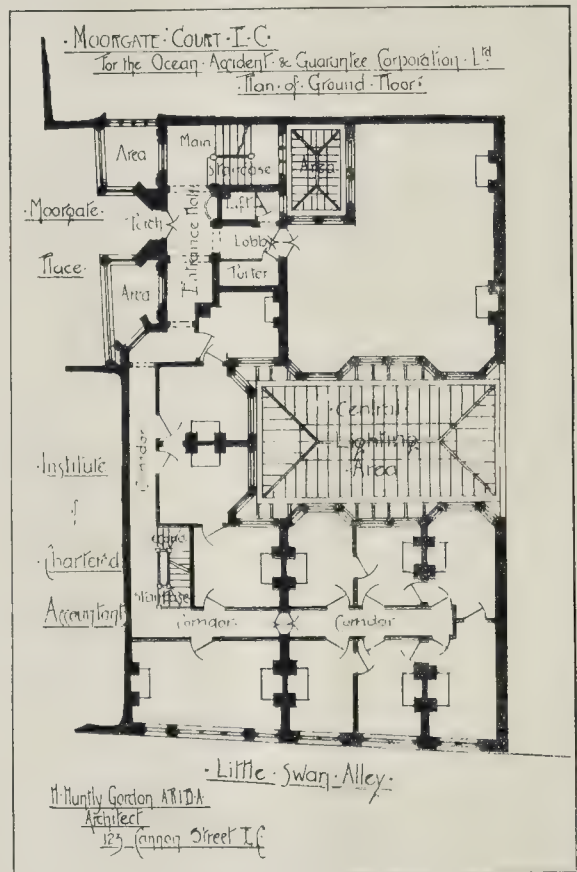 · MOORGATE · COURT · E · C ·
For the Ocean · Accident · & Guarantee Corporation · Ltd
· Plan · of · Ground · Floor ·
Area
Main
Staircase
Area
· Moorgate ·
Place ·
Porch
Entrance Hall
Lift
Lobby
Porter
Area
· Central ·
Lighting
Area
Corridor
· Institute ·
of
· Chartered
Accountant
Staircase
Corridor
Corridor
· Little · Swan · Alley ·
H. Huntly Gordon A.R.I.B.A.
Architect
123 Cannon Street E.C.